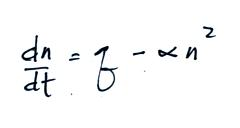 dn/dt = q - αn²